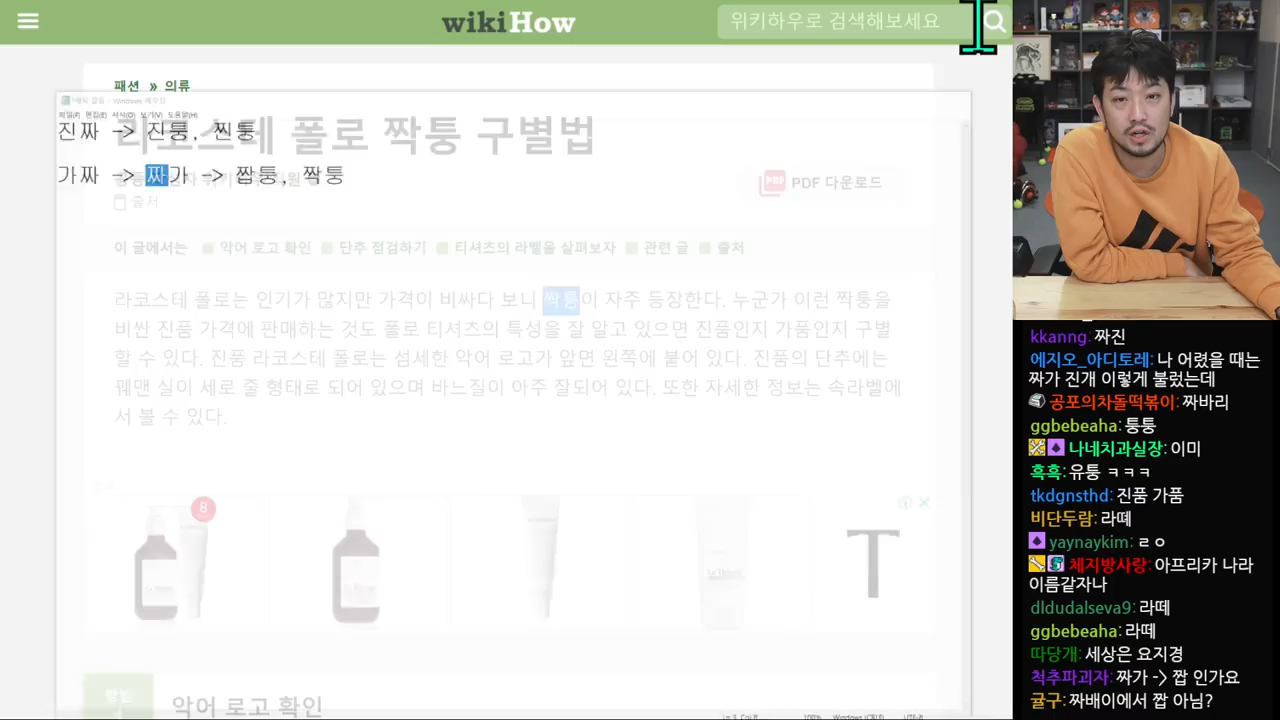 wikiHow
위키하우로 검색해보세요
패션 » 의류
진짜 -> 진퉁, 찐퉁
라코스테 폴로 짝퉁 구별법
가짜 -> 짜가 -> 짭퉁, 짝퉁
PDF 다운로드
출처
이 글에서는 악어 로고 확인 단추 점검하기 티셔츠의 라벨을 살펴보자 관련 글 출처
라코스테 폴로는 인기가 많지만 가격이 비싸다 보니 짝퉁이 자주 등장한다. 누군가 이런 짝퉁을
비싼 진품 가격에 판매하는 것도 폴로 티셔츠의 특성을 잘 알고 있으면 진품인지 가품인지 구별
할 수 있다. 진품 라코스테 폴로는 섬세한 악어 로고가 앞면 왼쪽에 붙어 있다. 진품의 단추에는
꿰맨 실이 세로 줄 형태로 되어 있으며 바느질이 아주 잘되어 있다. 또한 자세한 정보는 속라벨에
서 볼 수 있다.
8
T
악어 로고 확인
100%
kkanng: 짜진
에지오_아디토레: 나 어렸을 때는
짜가 진개 이렇게 불렀는데
공포의차돌떡볶이: 짜바리
ggbebeaha: 퉁퉁
나네치과실장: 이미
흑흑: 유퉁 ㅋㅋㅋ
tkdgnsthd: 진품 가품
비단두람: 라떼
yaynaykim: ㄹㅇ
체지방사랑: 아프리카 나라
이름같자나
dldudalseva9: 라떼
ggbebeaha: 라떼
따당개: 세상은 요지경
척추파괴자: 짜가 -> 짭 인가요
귤구: 짜배이에서 짭 아님?